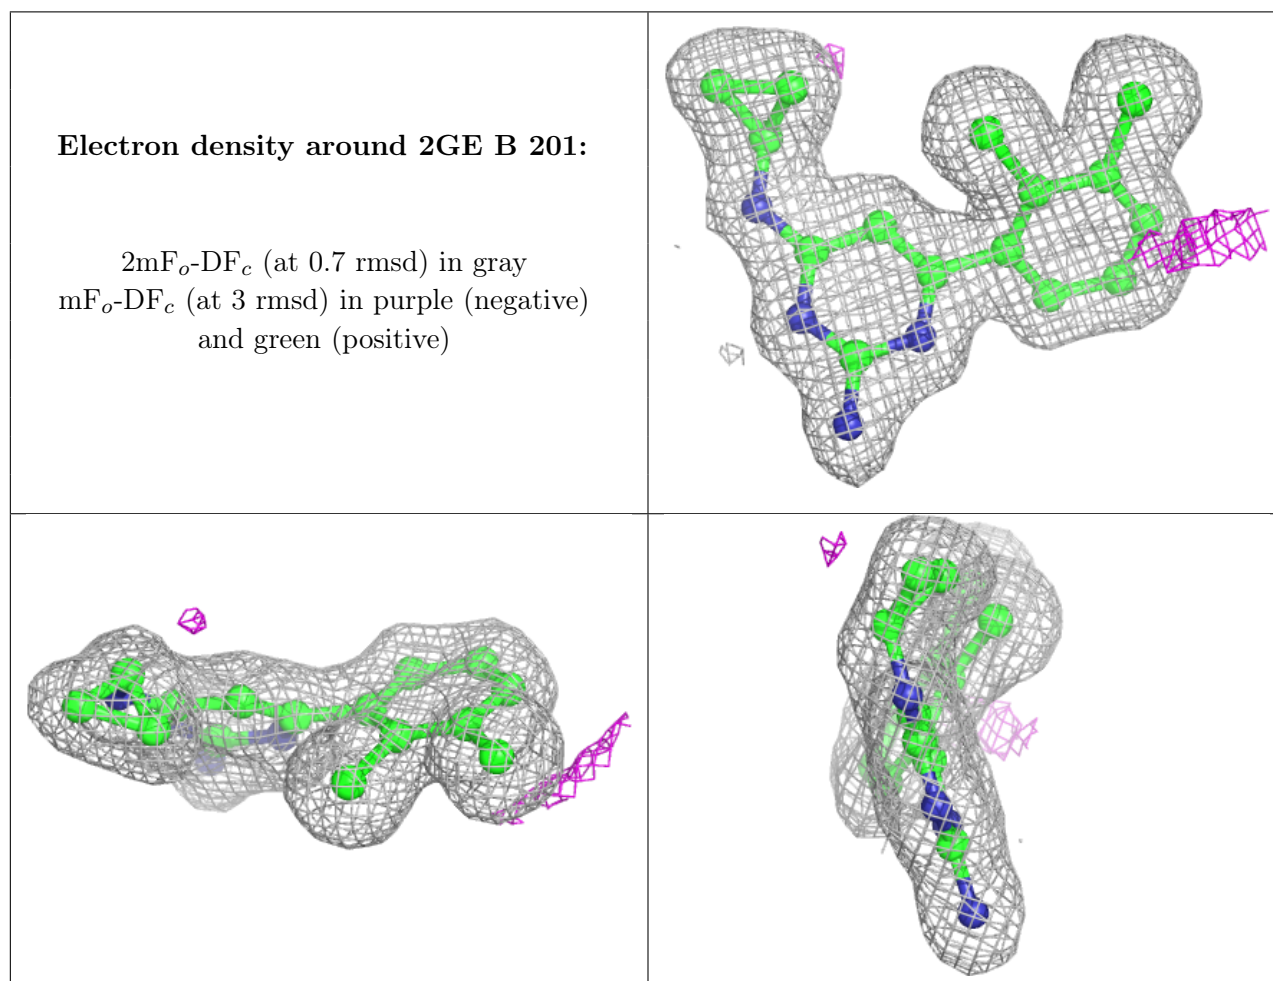 Electron density around 2GE B 201:
2mFo-DFc (at 0.7 rmsd) in gray
mFo-DFc (at 3 rmsd) in purple (negative)
and green (positive)